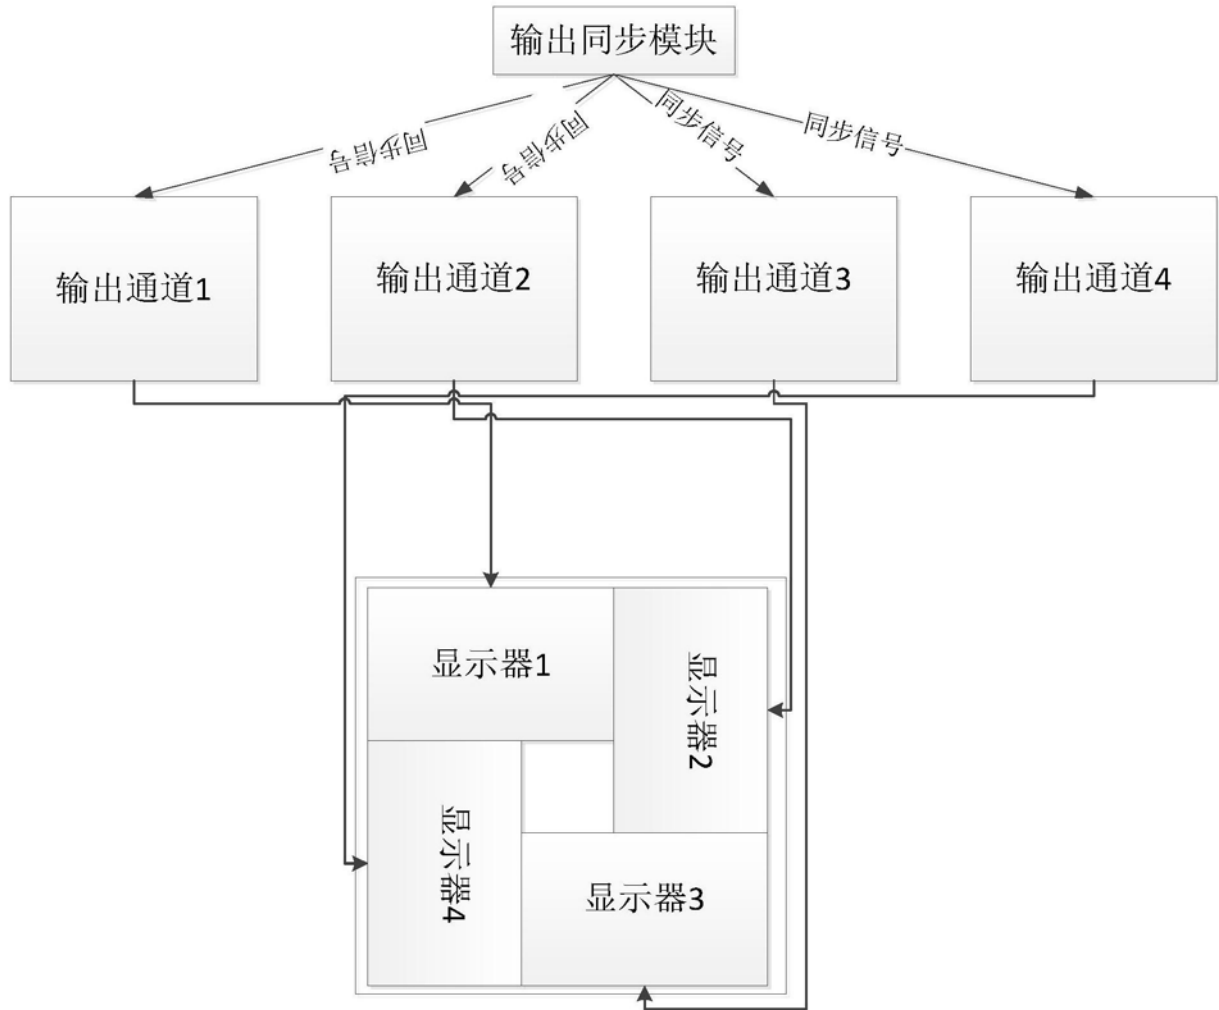 输出同步模块
同步信号
同步信号
同步信号
同步信号
输出通道1
输出通道2
输出通道3
输出通道4
显示器1
显示器2
显示器4
显示器3